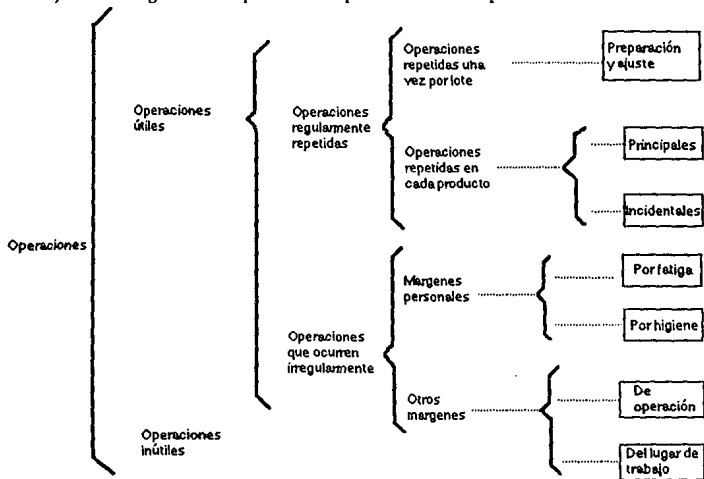 Operaciones
Operaciones
útiles
Operaciones
inútiles
Operaciones
regularmente
repetidas
Operaciones
que ocurren
irregularmente
Operaciones
repetidas una
vez por lote
Operaciones
repetidas en
cada producto
Margenes
personales
Otros
margenes
Preparación
y ajuste
Principales
Incidentales
Por fatiga
Por higiene
De
operación
Del lugar de
trabajo